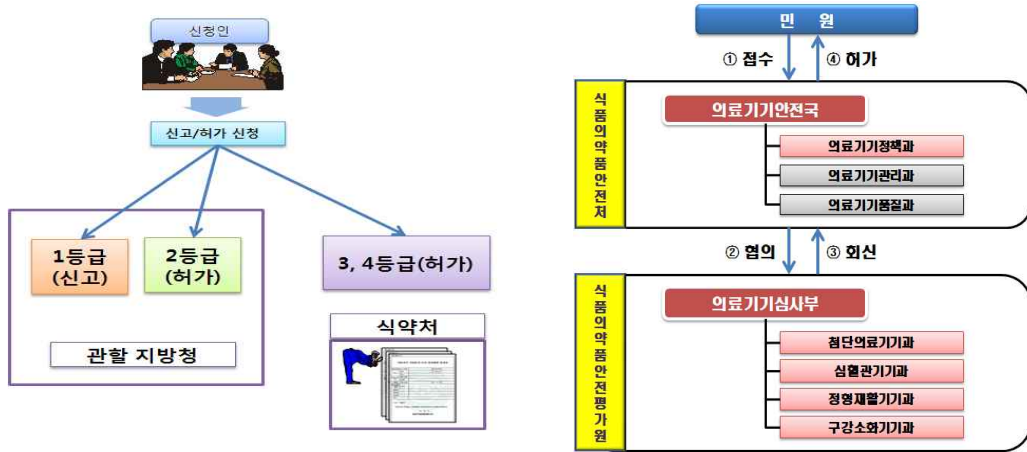 신청인
신고/허가 신청
1등급
(신고)
2등급
(허가)
관할 지방청
3, 4등급(허가)
식약처
민 원
① 접수
④ 허가
식품의약품안전처
의료기기안전국
의료기기정책과
의료기기관리과
의료기기품질과
② 협의
③ 회신
식품의약품안전평가원
의료기기심사부
첨단의료기기과
심혈관기기과
정형재활기기과
구강소화기기과